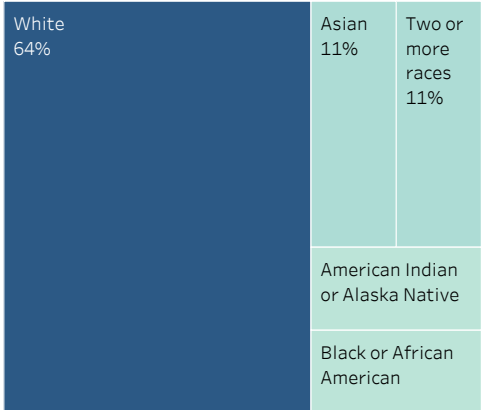 White
64%
Asian
11%
Two or
more
races
11%
American Indian
or Alaska Native
Black or African
American